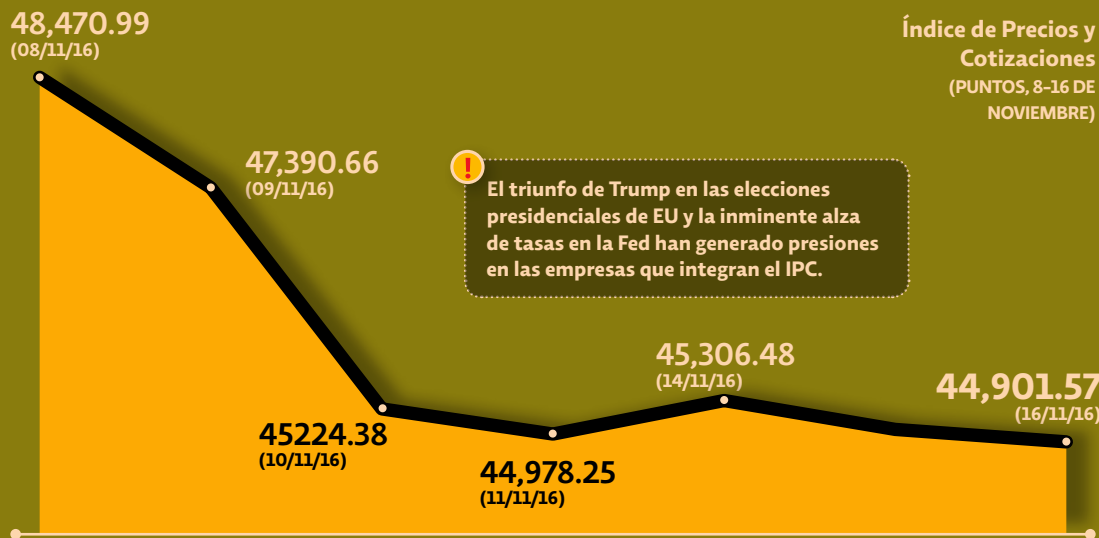 48,470.99
(08/11/16)
Índice de Precios y
Cotizaciones
(PUNTOS, 8-16 DE
NOVIEMBRE)
47,390.66
(09/11/16)
!
El triunfo de Trump en las elecciones
presidenciales de EU y la inminente alza
de tasas en la Fed han generado presiones
en las empresas que integran el IPC.
45224.38
(10/11/16)
44,978.25
(11/11/16)
45,306.48
(14/11/16)
44,901.57
(16/11/16)